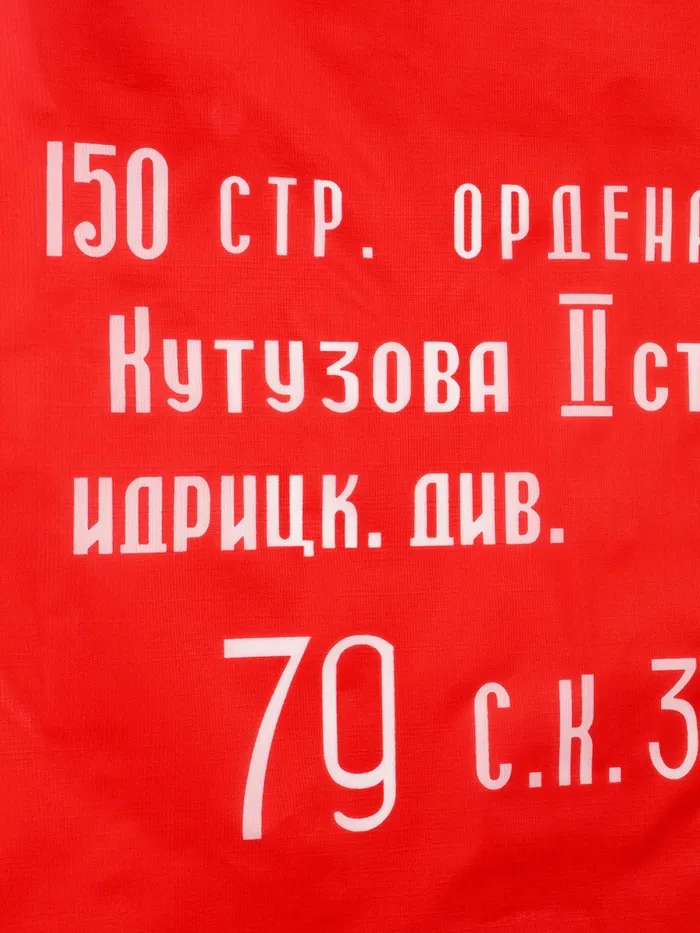 150 СТР. ОРДЕНА
КУТУЗОВА II СТ
ИДРИЦК. ДИВ.
79 С.К. 3